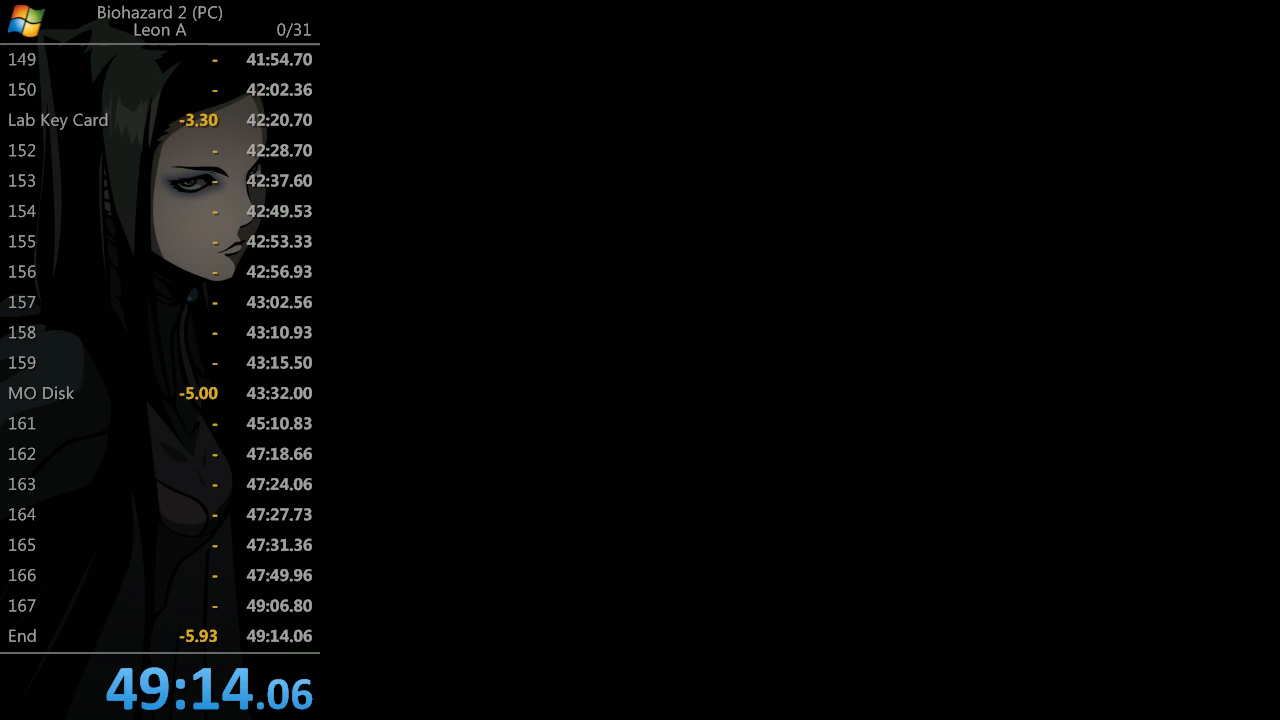 Biohazard 2 (PC)
Leon A 0/31
149 - 41:54.70
150 - 42:02.36
Lab Key Card -3.30 42:20.70
152 - 42:28.70
153 - 42:37.60
154 - 42:49.53
155 - 42:53.33
156 - 42:56.93
157 - 43:02.56
158 - 43:10.93
159 - 43:15.50
MO Disk -5.00 43:32.00
161 - 45:10.83
162 - 47:18.66
163 - 47:24.06
164 - 47:27.73
165 - 47:31.36
166 - 47:49.96
167 - 49:06.80
End -5.93 49:14.06
49:14.06